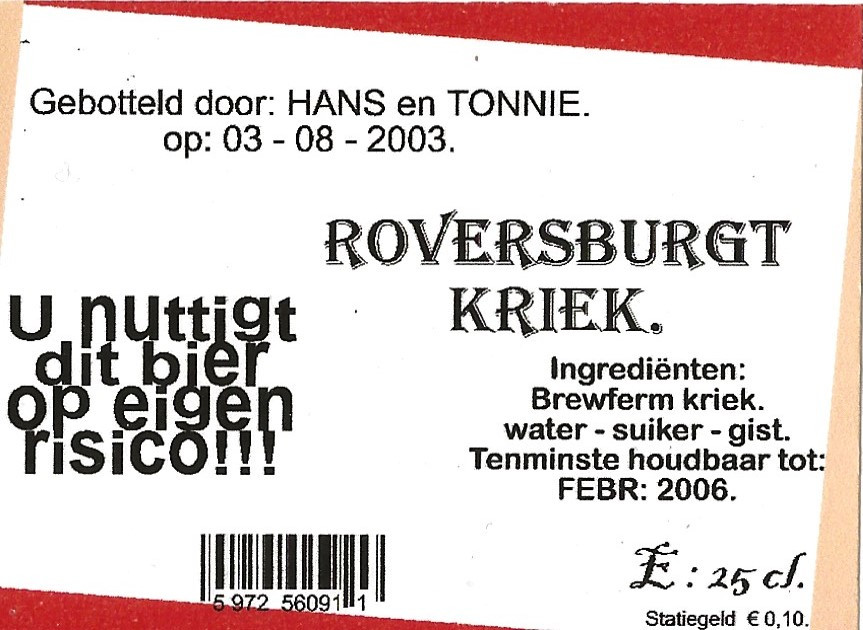 Gebotteld door: HANS en TONNIE.
op: 03 - 08 - 2003.
ROVERSBURGT
KRIEK.
U nuttigt
dit bier
op eigen
risico!!!
Ingrediënten:
Brewferm kriek.
water - suiker - gist.
Tenminste houdbaar tot:
FEBR: 2006.
5 972 56091 1
E : 25 cl.
Statiegeld € 0,10.